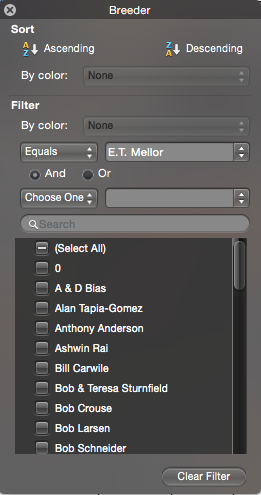 Breeder
Sort
A Z Ascending Z A Descending
By color: None
Filter
By color: None
Equals E.T. Mellor
And Or
Choose One
Search
(Select All)
0
A & D Bias
Alan Tapia-Gomez
Anthony Anderson
Ashwin Rai
Bill Carwile
Bob & Teresa Sturnfield
Bob Crouse
Bob Larsen
Bob Schneider
Clear Filter